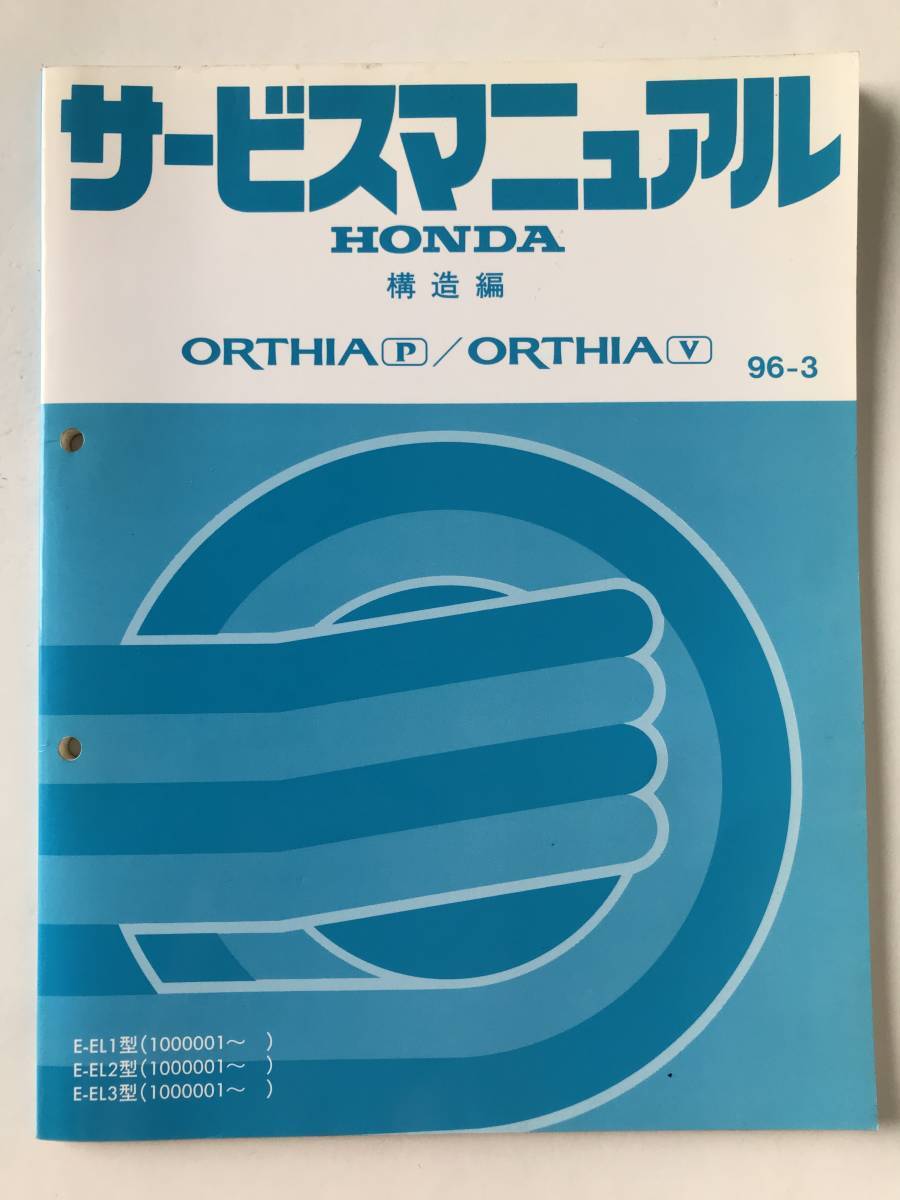 サービスマニュアル
HONDA
構造編
ORTHIA P / ORTHIA V 96-3
E-EL1型(1000001～　)
E-EL2型(1000001～　)
E-EL3型(1000001～　)